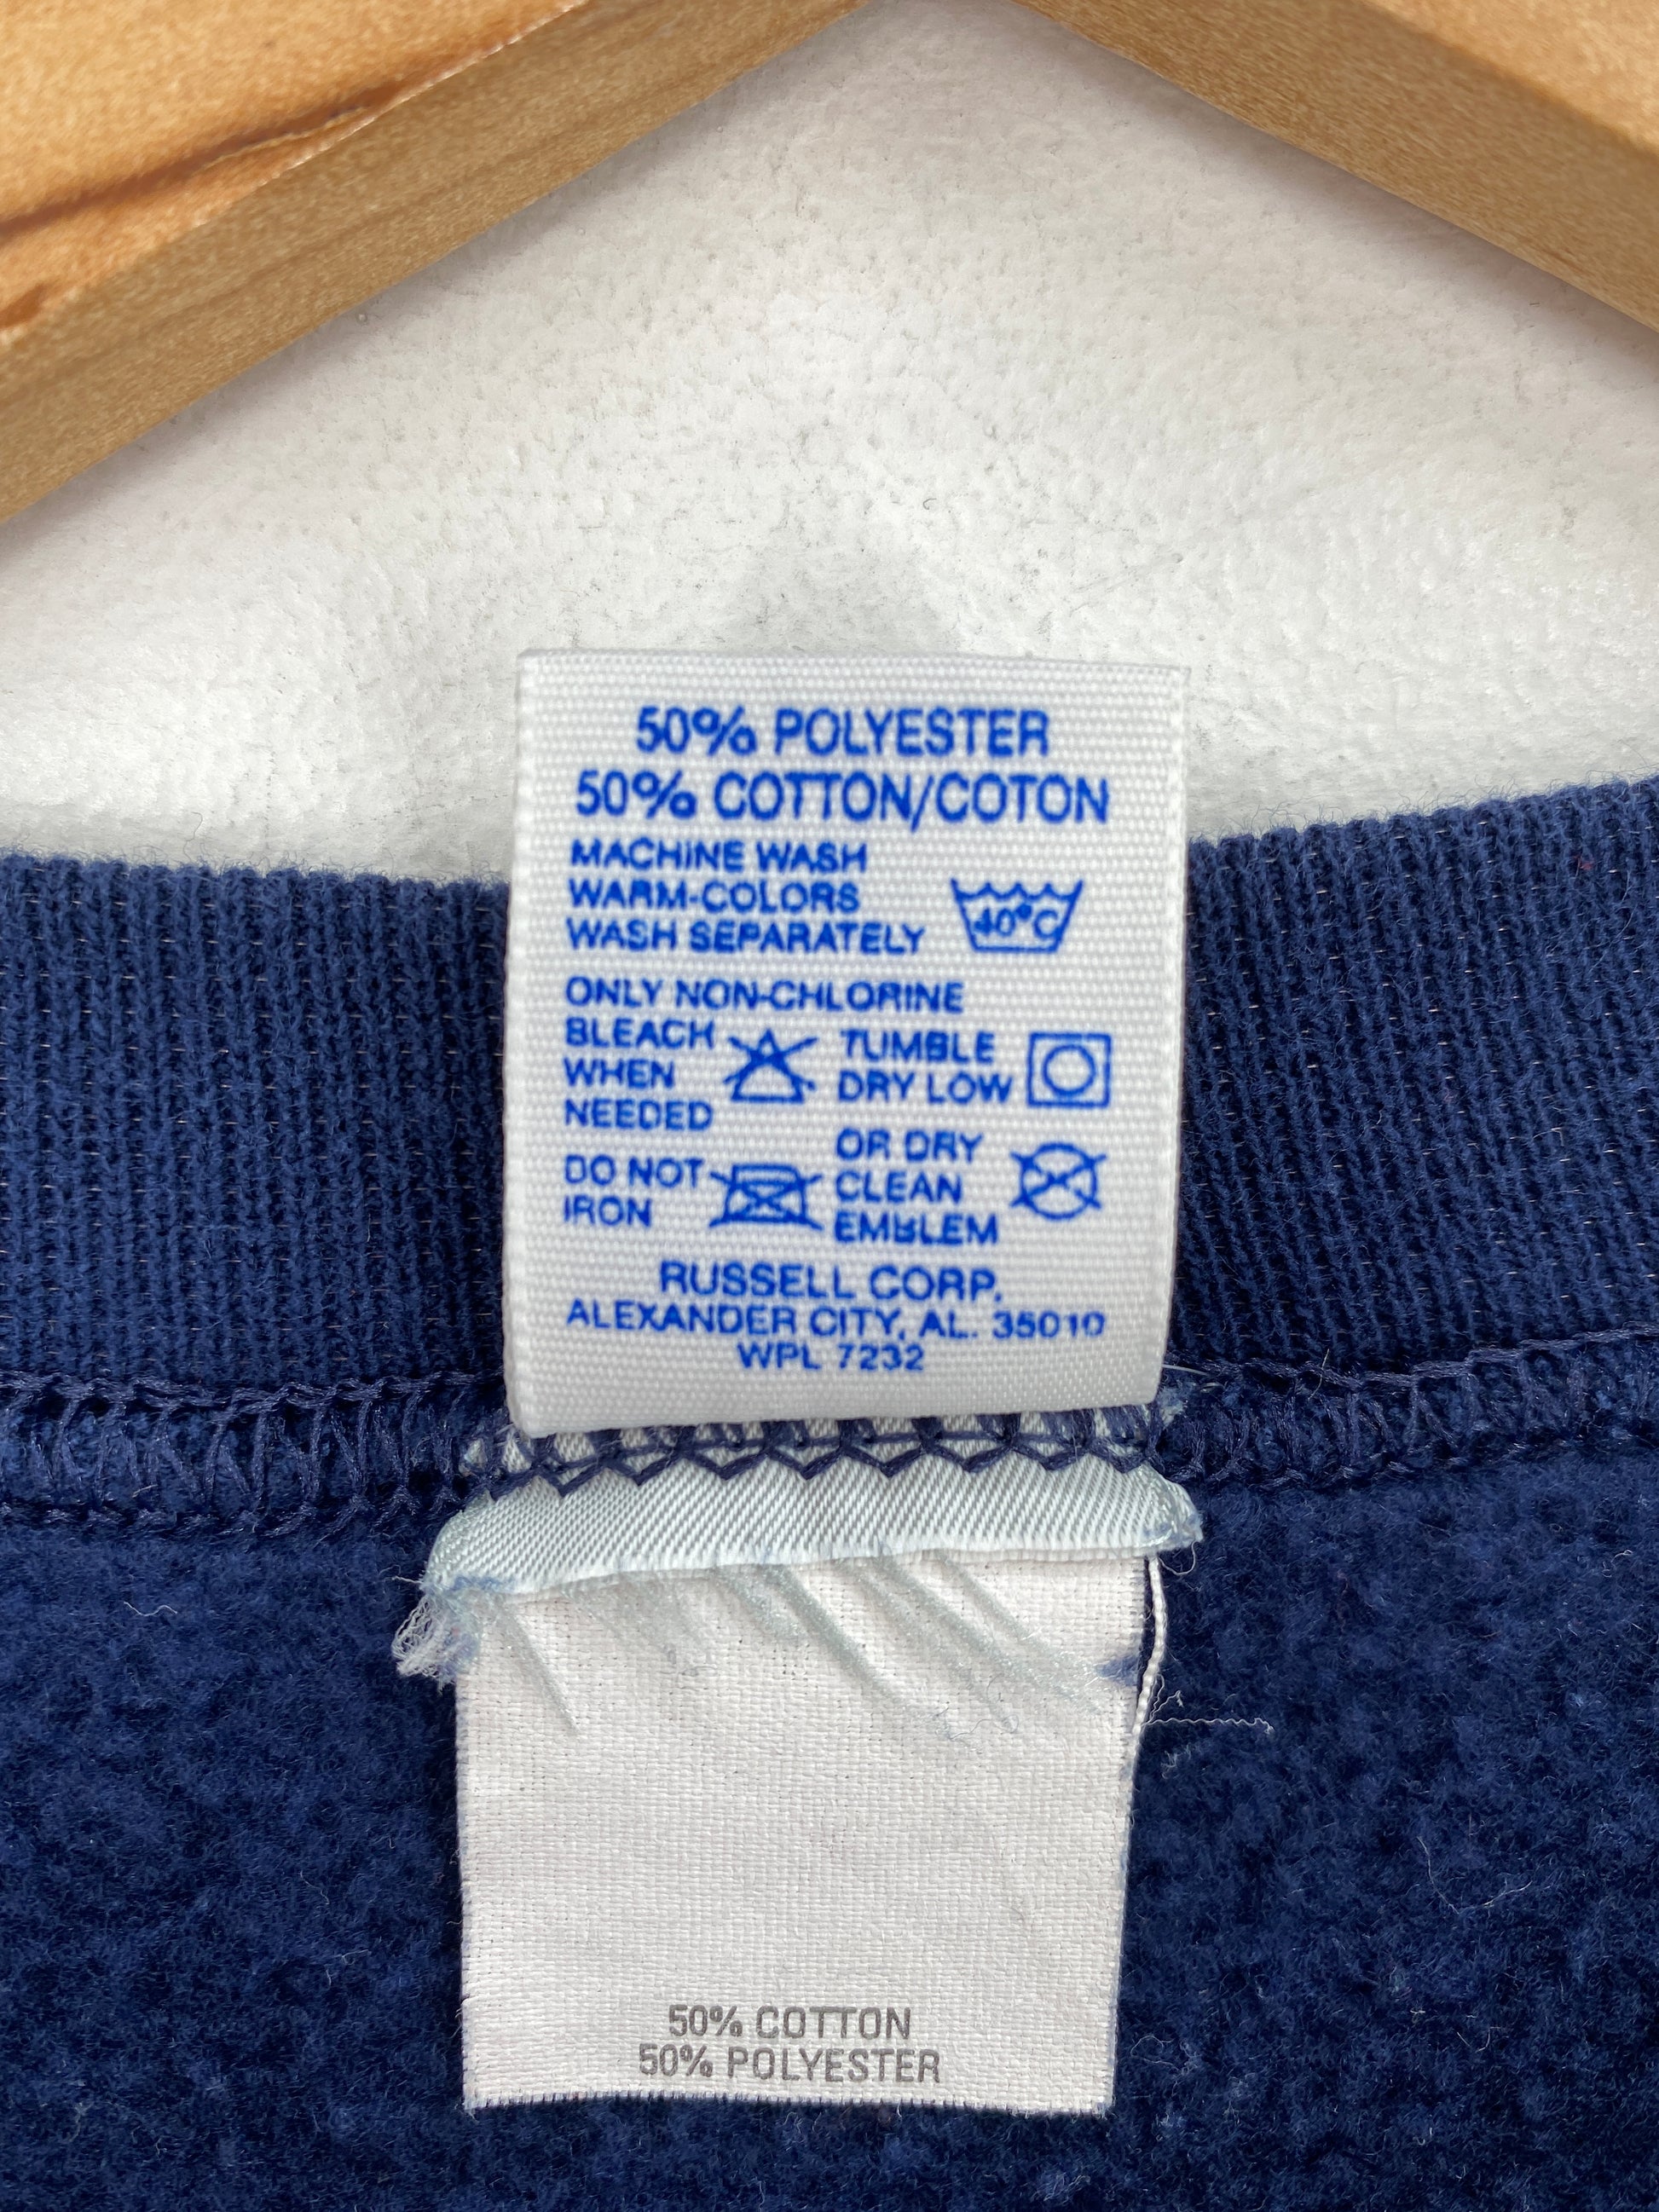 50% POLYESTER
50% COTTON/COTON
MACHINE WASH
WARM-COLORS
WASH SEPARATELY
40°C
ONLY NON-CHLORINE
BLEACH
WHEN
NEEDED
TUMBLE
DRY LOW
DO NOT
IRON
OR DRY
CLEAN
EMBLEM
RUSSELL CORP.
ALEXANDER CITY, AL. 35010
WPL 7232
50% COTTON
50% POLYESTER